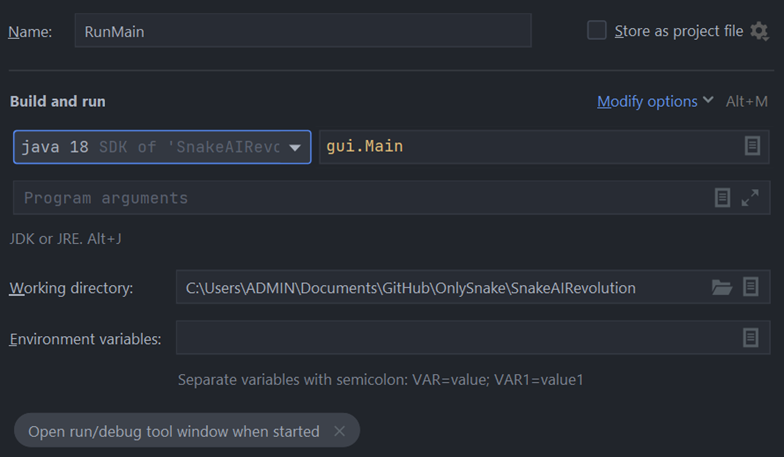 Name: RunMain Store as project file
Build and run Modify options Alt+M
java 18 SDK of 'SnakeAIRevo gui.Main
Program arguments
JDK or JRE. Alt+J
Working directory: C:\Users\ADMIN\Documents\GitHub\OnlySnake\SnakeAIRevolution
Environment variables:
Separate variables with semicolon: VAR=value; VAR1=value1
Open run/debug tool window when started